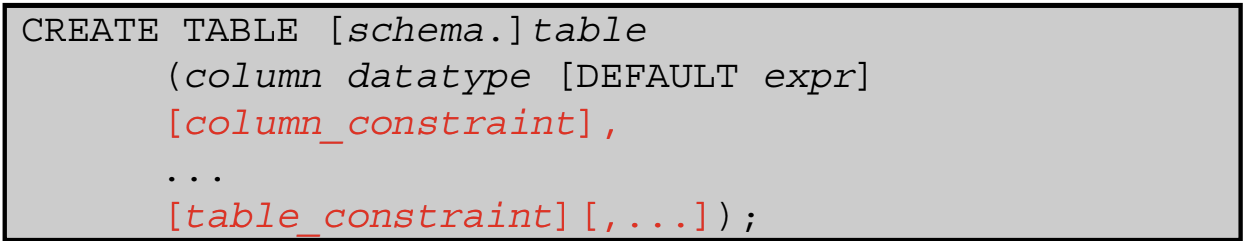 CREATE TABLE [schema.]table
(column datatype [DEFAULT expr]
[column_constraint],
...
[table_constraint][,...]);